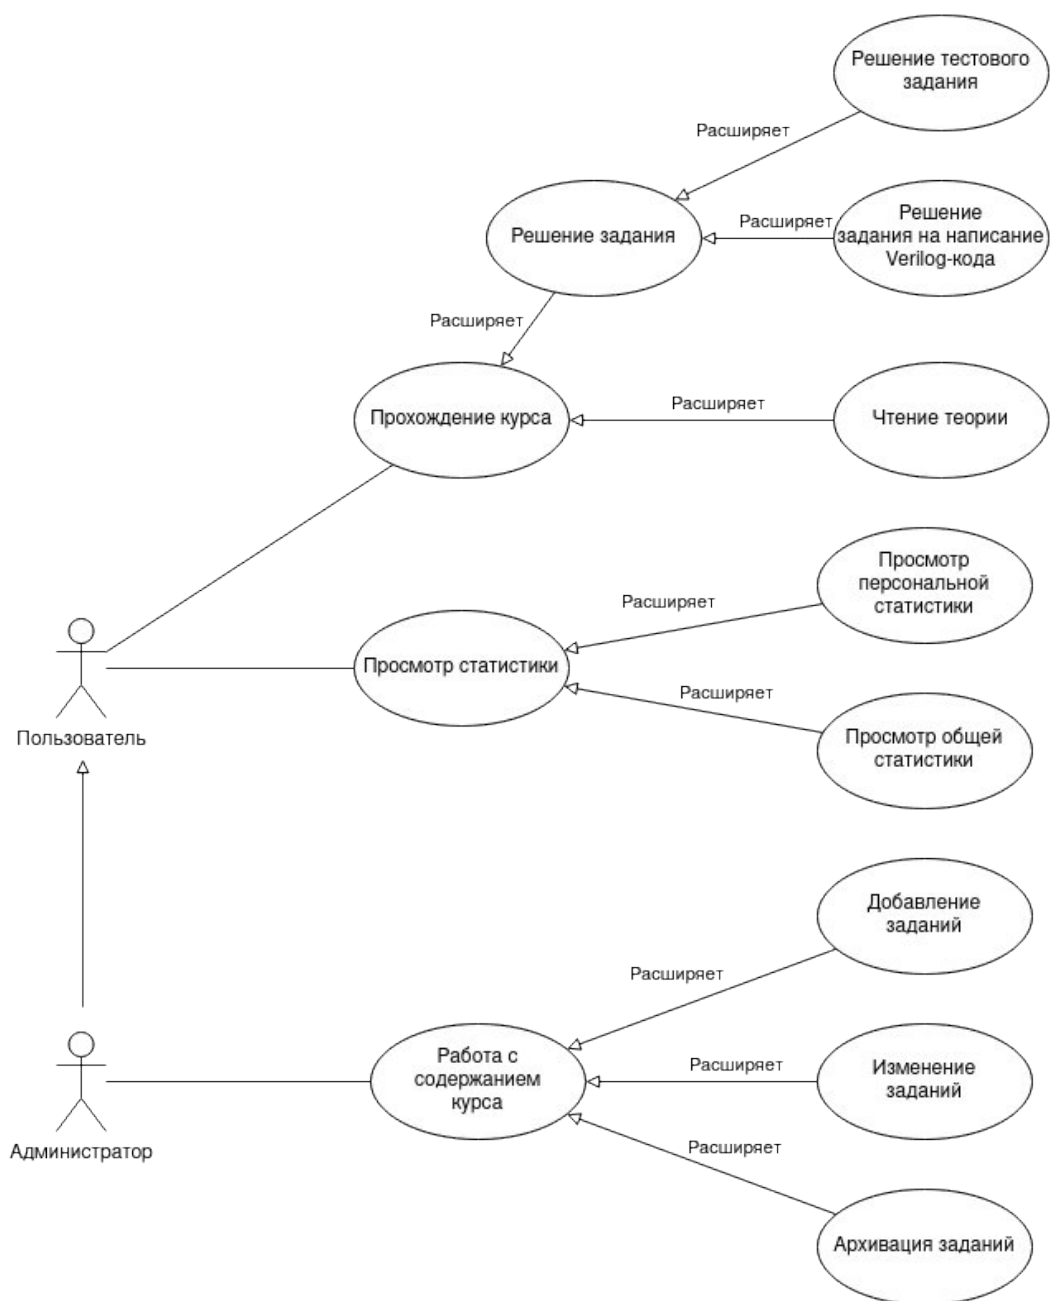 Решение тестового
задания
Расширяет
Решение задания
Расширяет
Решение
задания на написание
Verilog-кода
Расширяет
Прохождение курса
Расширяет
Чтение теории
Просмотр
персональной
статистики
Расширяет
Просмотр статистики
Расширяет
Просмотр общей
статистики
Пользователь
Добавление
заданий
Расширяет
Работа с
содержанием
курса
Расширяет
Изменение
заданий
Администратор
Расширяет
Архивация заданий